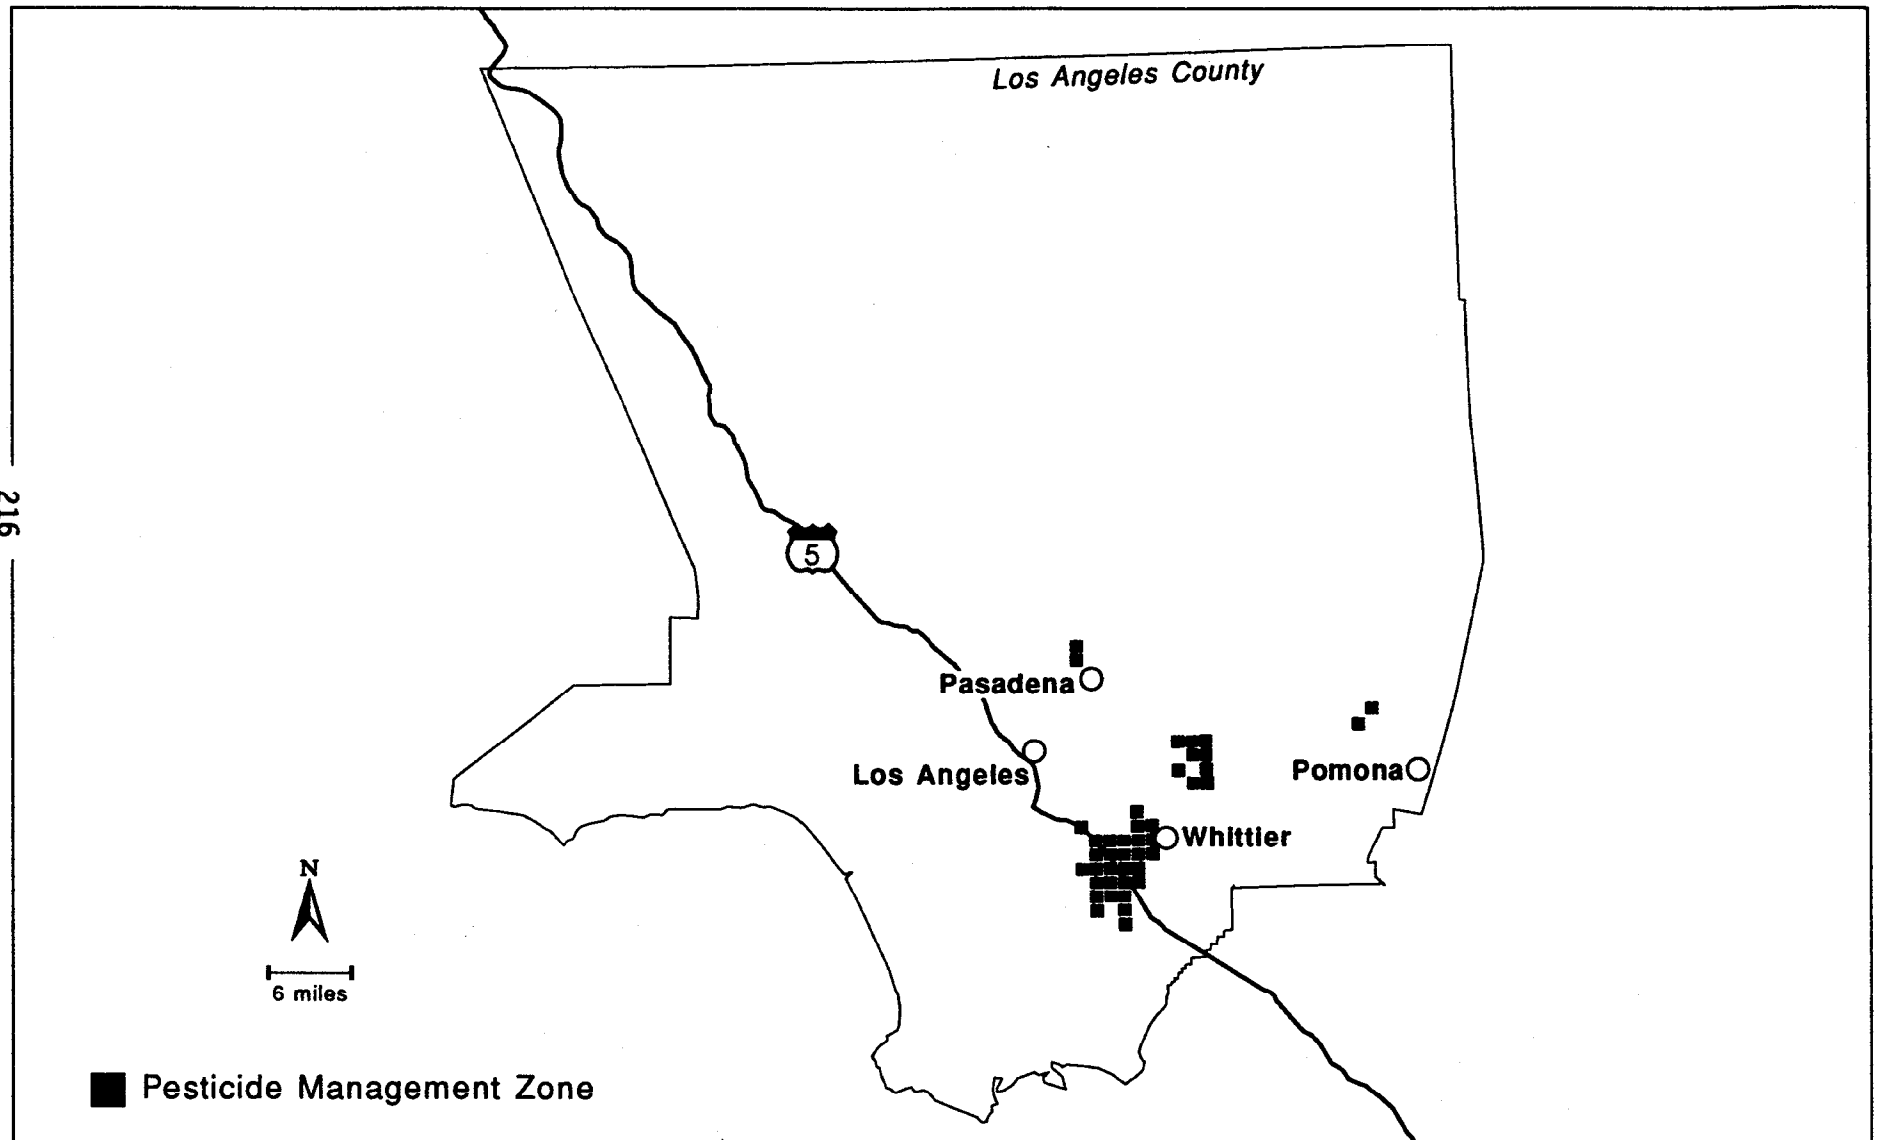 Los Angeles County
216
5
Pasadena
Los Angeles
Pomona
Whittier
N
6 miles
Pesticide Management Zone